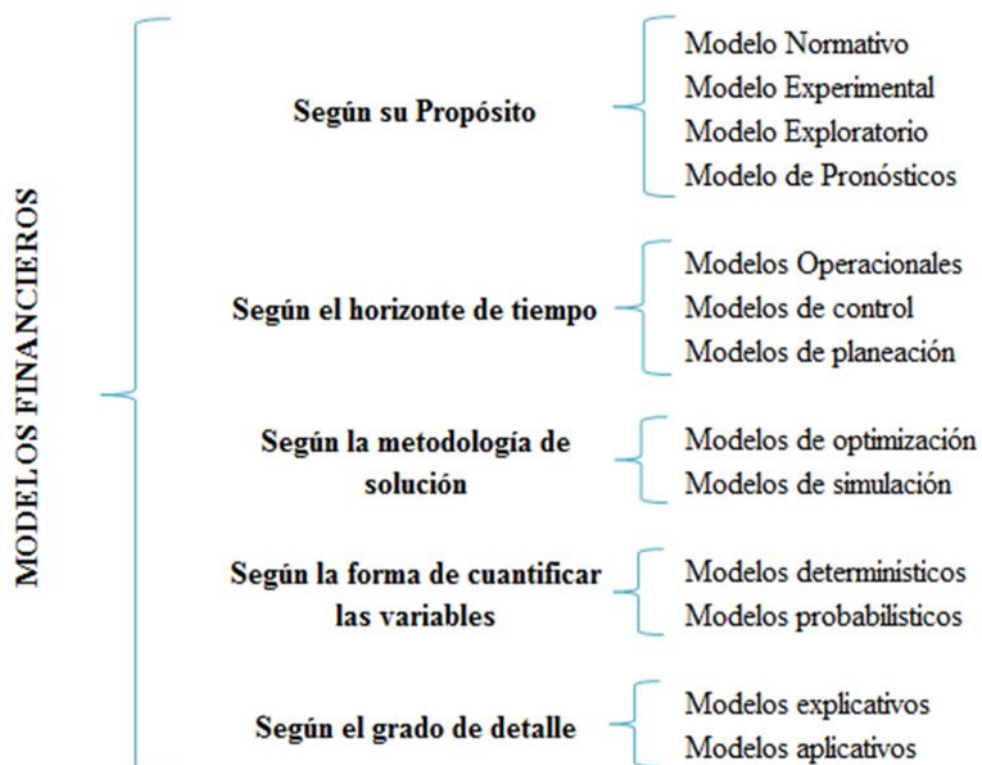 MODELOS FINANCIEROS
Según su Propósito
Modelo Normativo
Modelo Experimental
Modelo Exploratorio
Modelo de Pronósticos
Según el horizonte de tiempo
Modelos Operacionales
Modelos de control
Modelos de planeación
Según la metodología de
solución
Modelos de optimización
Modelos de simulación
Según la forma de cuantificar
las variables
Modelos determinísticos
Modelos probabilísticos
Según el grado de detalle
Modelos explicativos
Modelos aplicativos